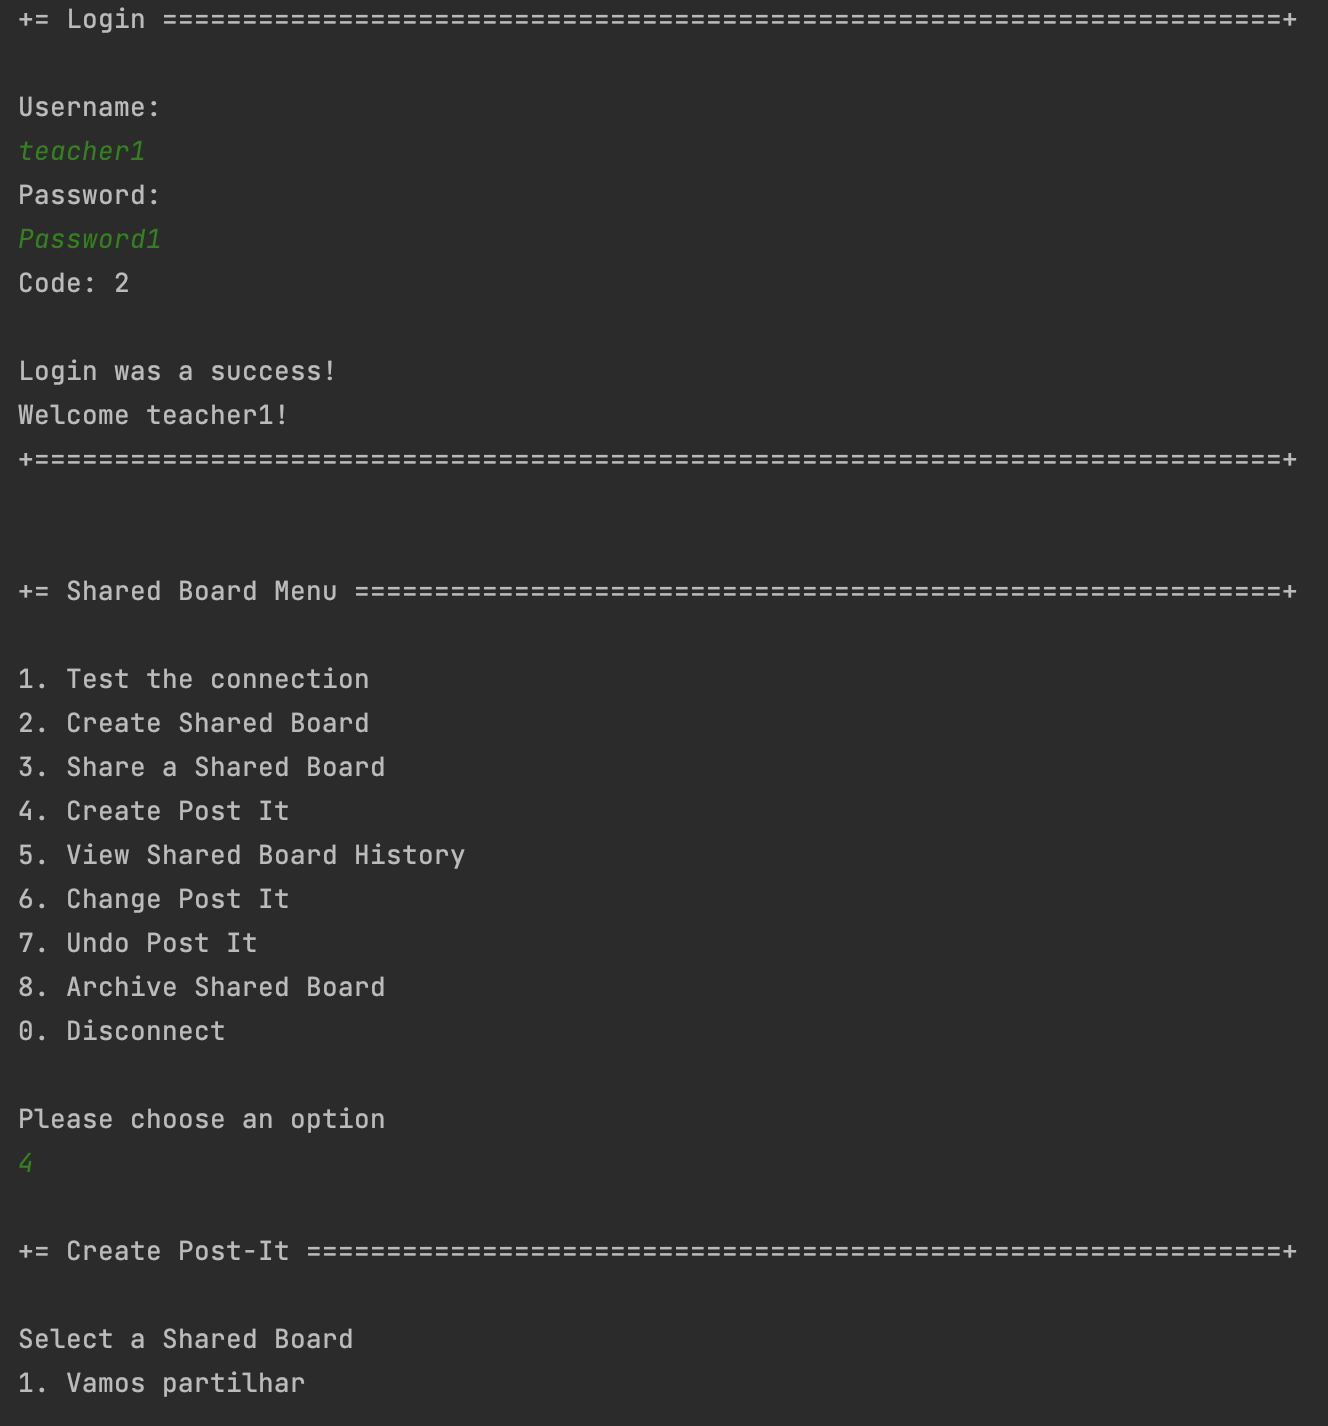 += Login ======================================================================+
Username:
teacher1
Password:
Password1
Code: 2
Login was a success!
Welcome teacher1!
+==============================================================================+
+= Shared Board Menu ==========================================================+
1. Test the connection
2. Create Shared Board
3. Share a Shared Board
4. Create Post It
5. View Shared Board History
6. Change Post It
7. Undo Post It
8. Archive Shared Board
0. Disconnect
Please choose an option
4
+= Create Post-It =============================================================+
Select a Shared Board
1. Vamos partilhar